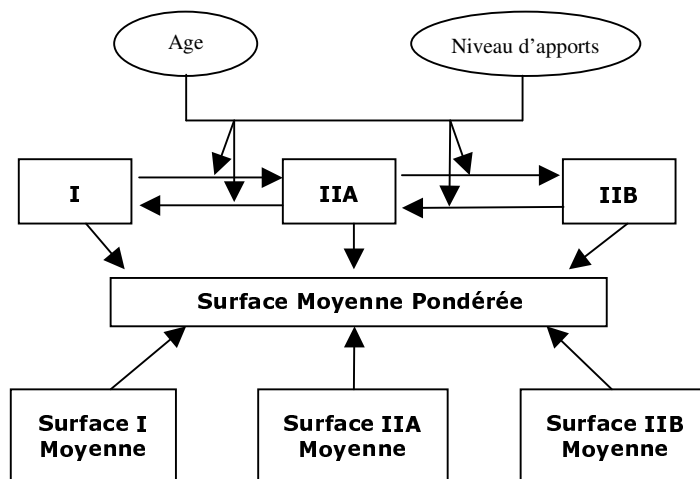 Age
Niveau d'apports
I
IIA
IIB
Surface Moyenne Pondérée
Surface I
Moyenne
Surface IIA
Moyenne
Surface IIB
Moyenne